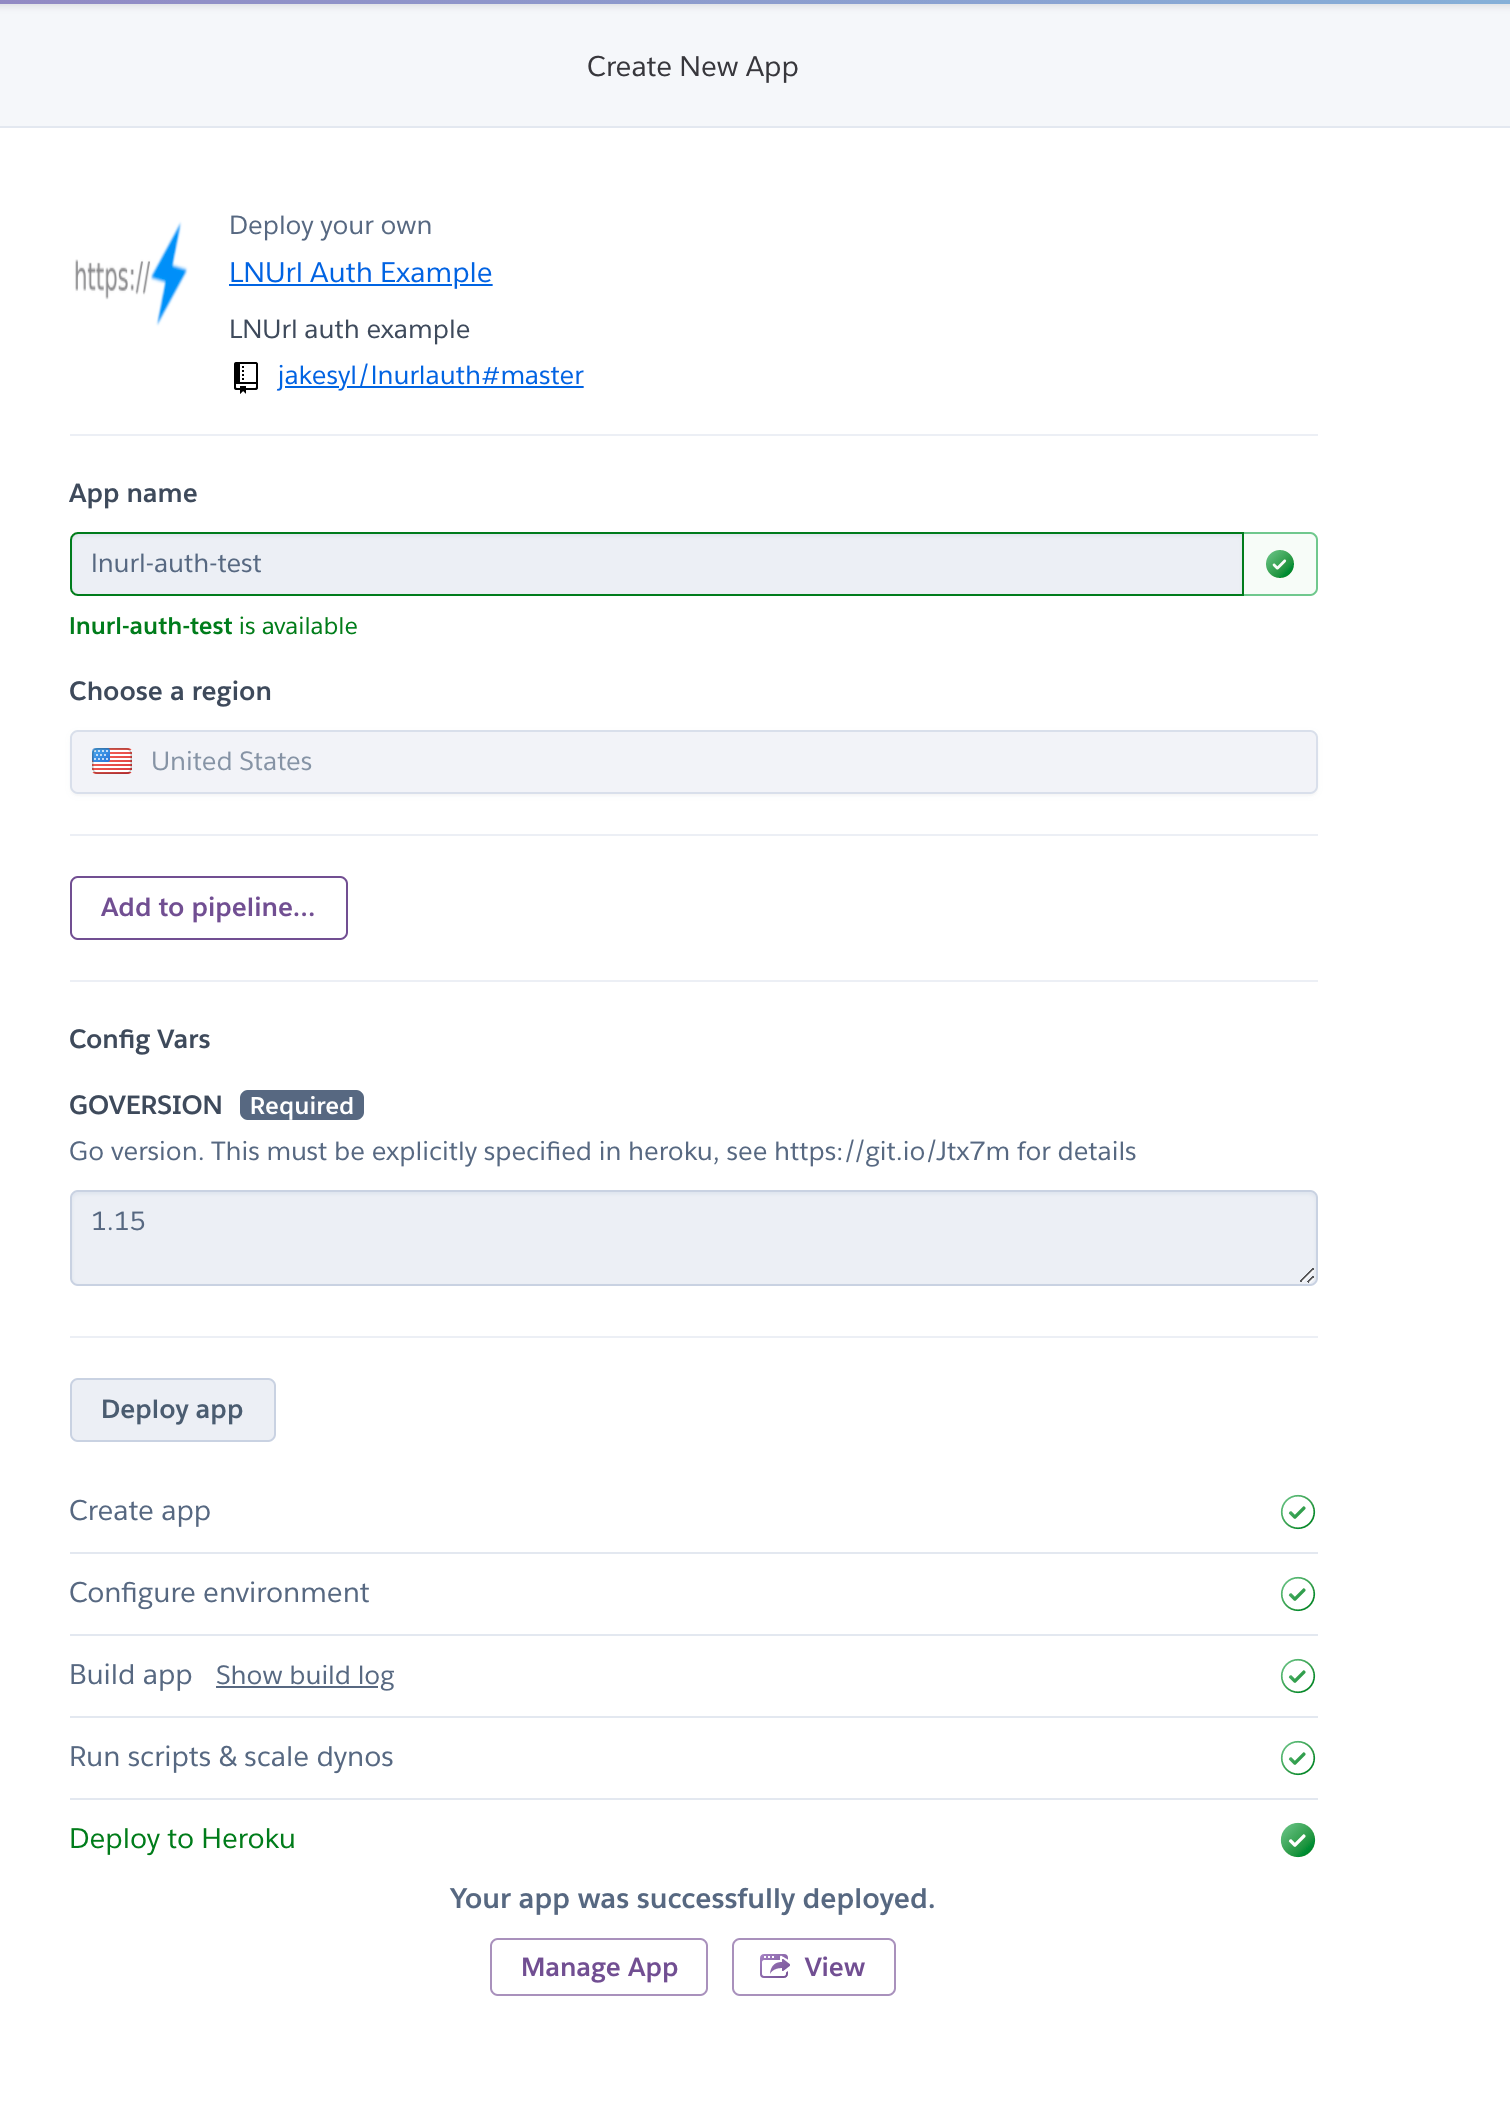 Create New App
Deploy your own
https://
LNUrl Auth Example
LNUrl auth example
jakesyl/lnurlauth#master
App name
lnurl-auth-test
lnurl-auth-test is available
Choose a region
United States
Add to pipeline...
Config Vars
GOVERSION Required
Go version. This must be explicitly specified in heroku, see https://git.io/Jtx7m for details
1.15
Deploy app
Create app
Configure environment
Build app Show build log
Run scripts & scale dynos
Deploy to Heroku
Your app was successfully deployed.
Manage App View